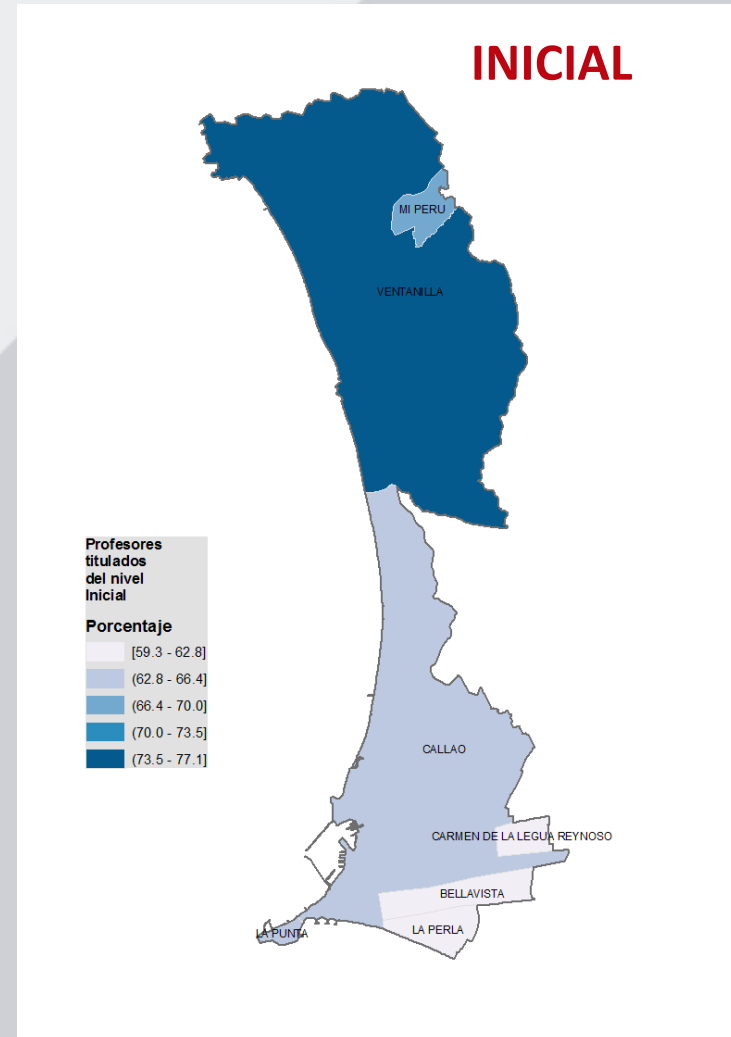 INICIAL
MI PERU
VENTANILLA
Profesores
titulados
del nivel
Inicial
Porcentaje
[59.3 - 62.8]
(62.8 - 66.4]
(66.4 - 70.0]
(70.0 - 73.5]
(73.5 - 77.1]
CALLAO
CARMEN DE LA LEGUA REYNOSO
BELLAVISTA
LA PERLA
LA PUNTA